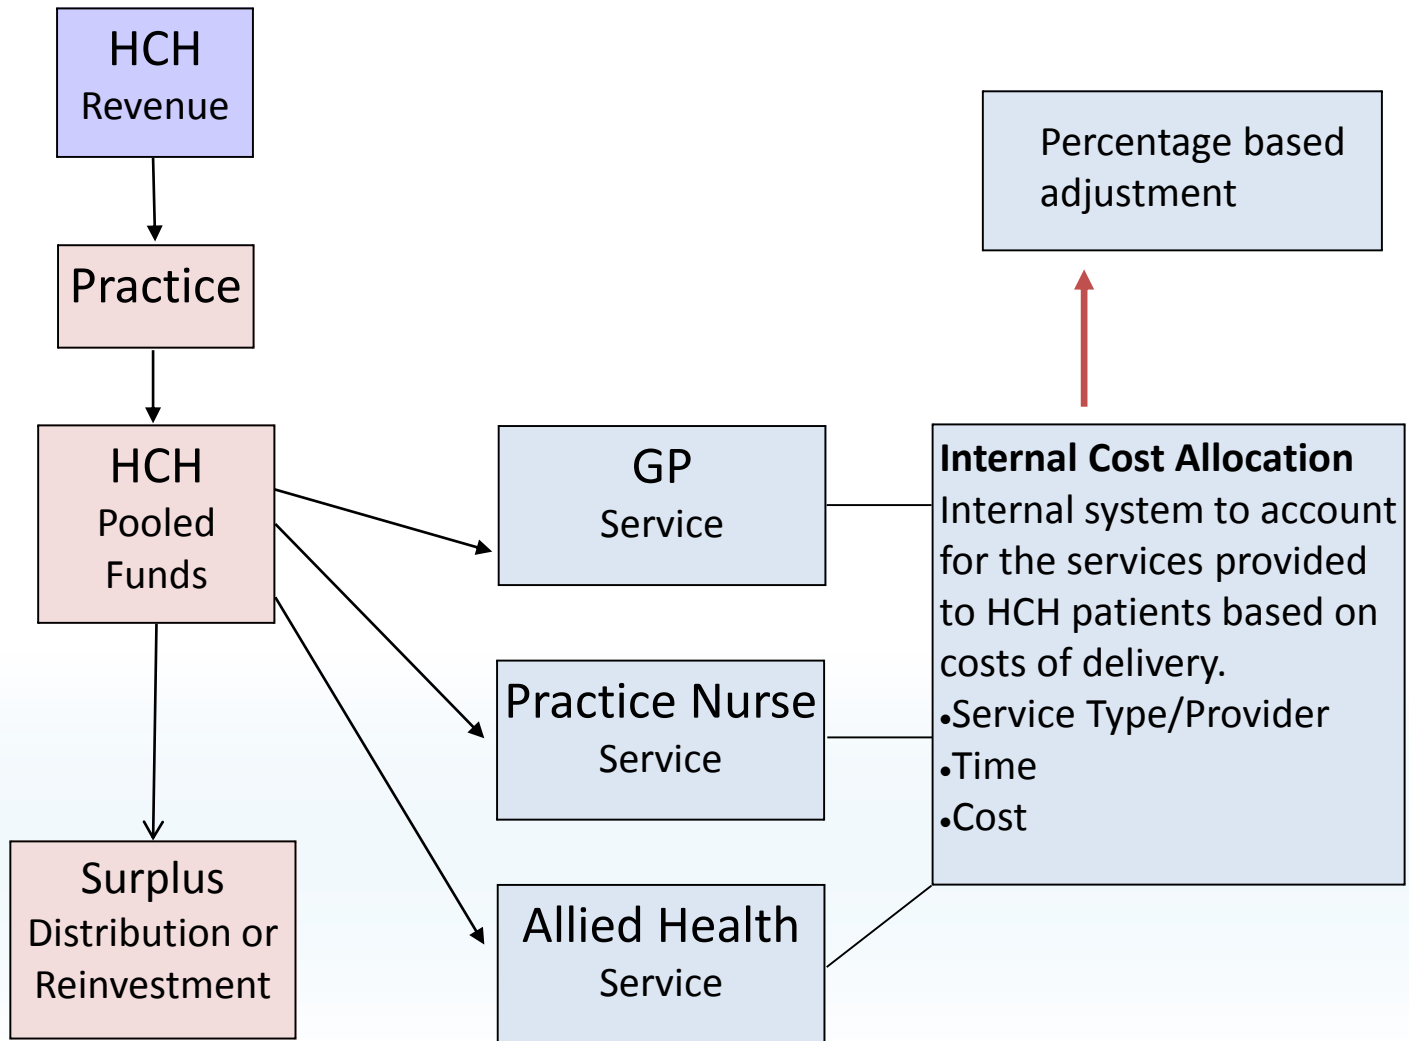 HCH
Revenue
Percentage based
adjustment
Practice
HCH
Pooled
Funds
GP
Service
Internal Cost Allocation
Internal system to account
for the services provided
to HCH patients based on
costs of delivery.
•Service Type/Provider
•Time
•Cost
Practice Nurse
Service
Surplus
Distribution or
Reinvestment
Allied Health
Service